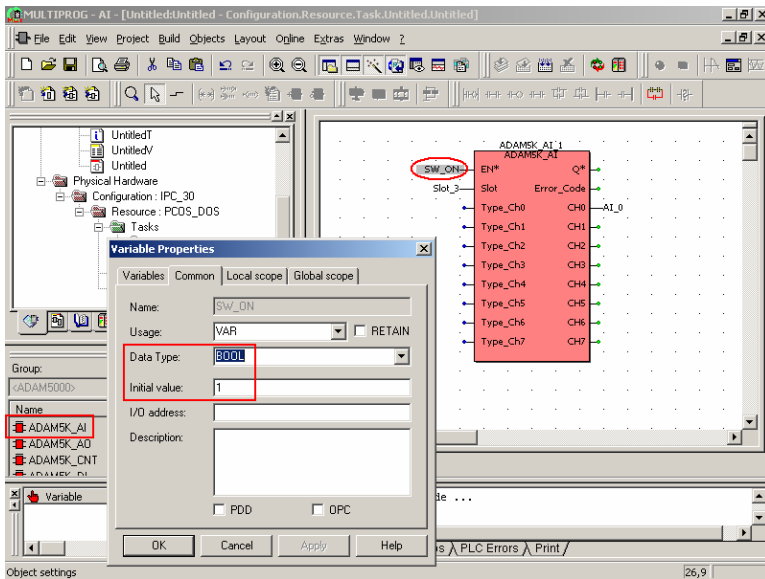 MULTIPROG - AI - [Untitled:Untitled - Configuration.Resource.Task.Untitled.Untitled]
File Edit View Project Build Objects Layout Online Extras Window ?
UntitledT
UntitledV
Untitled
Physical Hardware
Configuration : IPC_30
Resource : PCOS_DOS
Tasks
ADAM5K_AI_1
ADAM5K_AI
SW_ON EN* Q*
Slot_3 Slot Error_Code
Type_Ch0 CH0 AI_0
Type_Ch1 CH1
Type_Ch2 CH2
Type_Ch3 CH3
Type_Ch4 CH4
Type_Ch5 CH5
Type_Ch6 CH6
Type_Ch7 CH7
Variable Properties
Variables Common Local scope Global scope
Name: SW_ON
Usage: VAR RETAIN
Data Type: BOOL
Initial value: 1
I/O address:
Description:
PDD OPC
OK Cancel Apply Help
Group:
<ADAM5000>
Name
ADAM5K_AI
ADAM5K_AO
ADAM5K_CNT
Variable
de ...
PLC Errors Print
Object settings 26,9